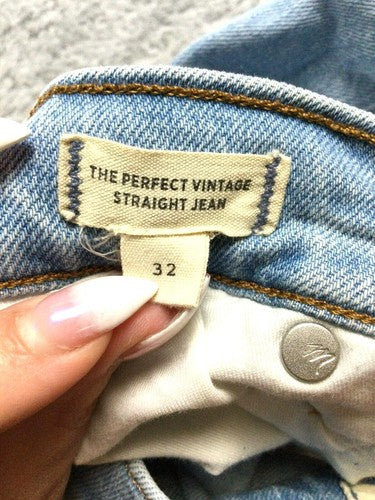 THE PERFECT VINTAGE
STRAIGHT JEAN
32